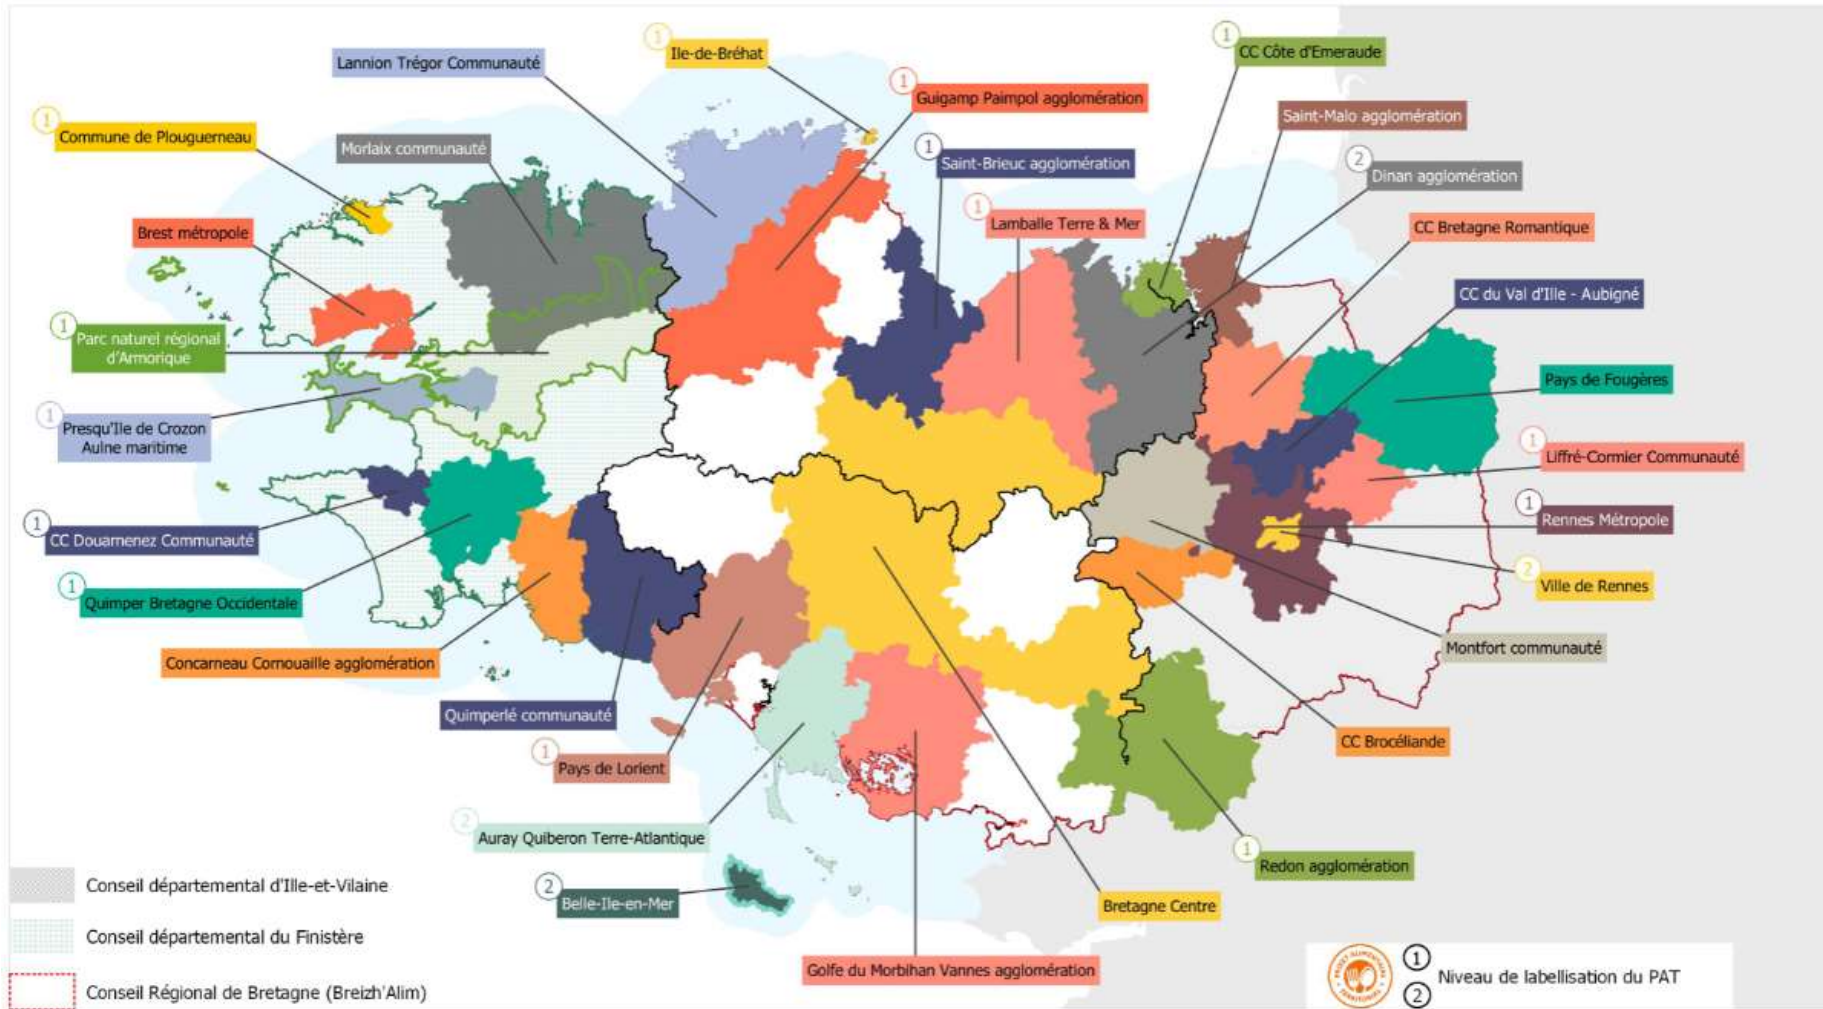 1
Ile-de-Bréhat
1
CC Côte d'Emeraude
Lannion Trégor Communauté
1
Guigamp Paimpol agglomération
Saint-Malo agglomération
1
Commune de Plouguerneau
Morlaix communauté
1
Saint-Brieuc agglomération
2
Dinan agglomération
1
Lamballe Terre & Mer
CC Bretagne Romantique
Brest métropole
CC du Val d'Ille - Aubigné
1
Parc naturel régional
d'Armorique
Pays de Fougères
1
Presqu'Ile de Crozon
Aulne maritime
1
Liffré-Cormier Communauté
1
Rennes Métropole
1
CC Douarnenez Communauté
2
Ville de Rennes
1
Quimper Bretagne Occidentale
Montfort communauté
Concarneau Cornouaille agglomération
Quimperlé communauté
CC Brocéliande
1
Pays de Lorient
2
Auray Quiberon Terre-Atlantique
1
Redon agglomération
2
Belle-Ile-en-Mer
Bretagne Centre
Golfe du Morbihan Vannes agglomération
Conseil départemental d'Ille-et-Vilaine
Conseil départemental du Finistère
Conseil Régional de Bretagne (Breizh'Alim)
PROJET ALIMENTAIRE
TERRITORIAL
1
2
Niveau de labellisation du PAT